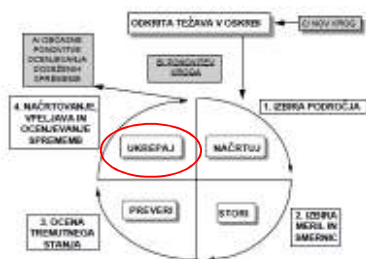 ODKRITA TEŽAVA V OSKRBI
C) NOV KROG
A) OBČASNE
PONOVITVE
OCENJEVANJA
DOSEŽENIH
SPREMEMB
B) PONOVITEV
KROGA
4. NAČRTOVANJE,
VPELJAVA IN
OCENJEVANJE
SPREMEMB
1. IZBIRA PODROČJA
UKREPAJ
NAČRTUJ
PREVERI
STORI
3. OCENA
TRENUTNEGA
STANJA
2. IZBIRA
MERIL IN
SMERNIC